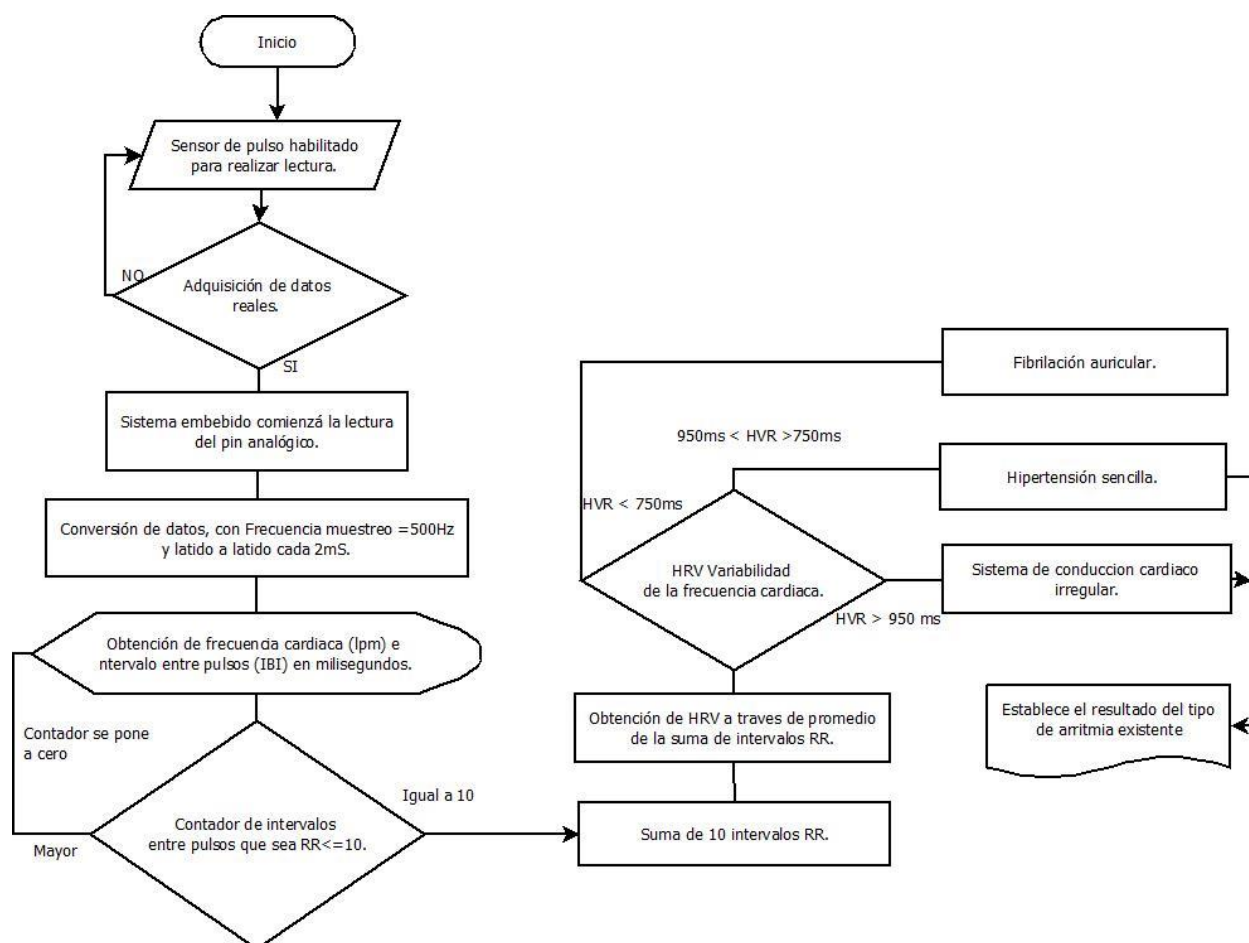 Inicio
Sensor de pulso habilitado
para realizar lectura.
NO
Adquisición de datos
reales.
SI
Sistema embebido comienzá la lectura
del pin analógico.
Conversión de datos, con Frecuencia muestreo =500Hz
y latido a latido cada 2mS.
Obtención de frecuencia cardiaca (lpm) e
ntervalo entre pulsos (IBI) en milisegundos.
Contador se pone
a cero
Contador de intervalos
entre pulsos que sea RR<=10.
Mayor
Igual a 10
Suma de 10 intervalos RR.
Obtención de HRV a traves de promedio
de la suma de intervalos RR.
HRV Variabilidad
de la frecuencia cardiaca.
HVR < 750ms
950ms < HVR >750ms
HVR > 950 ms
Fibrilación auricular.
Hipertensión sencilla.
Sistema de conduccion cardiaco
irregular.
Establece el resultado del tipo
de arritmia existente